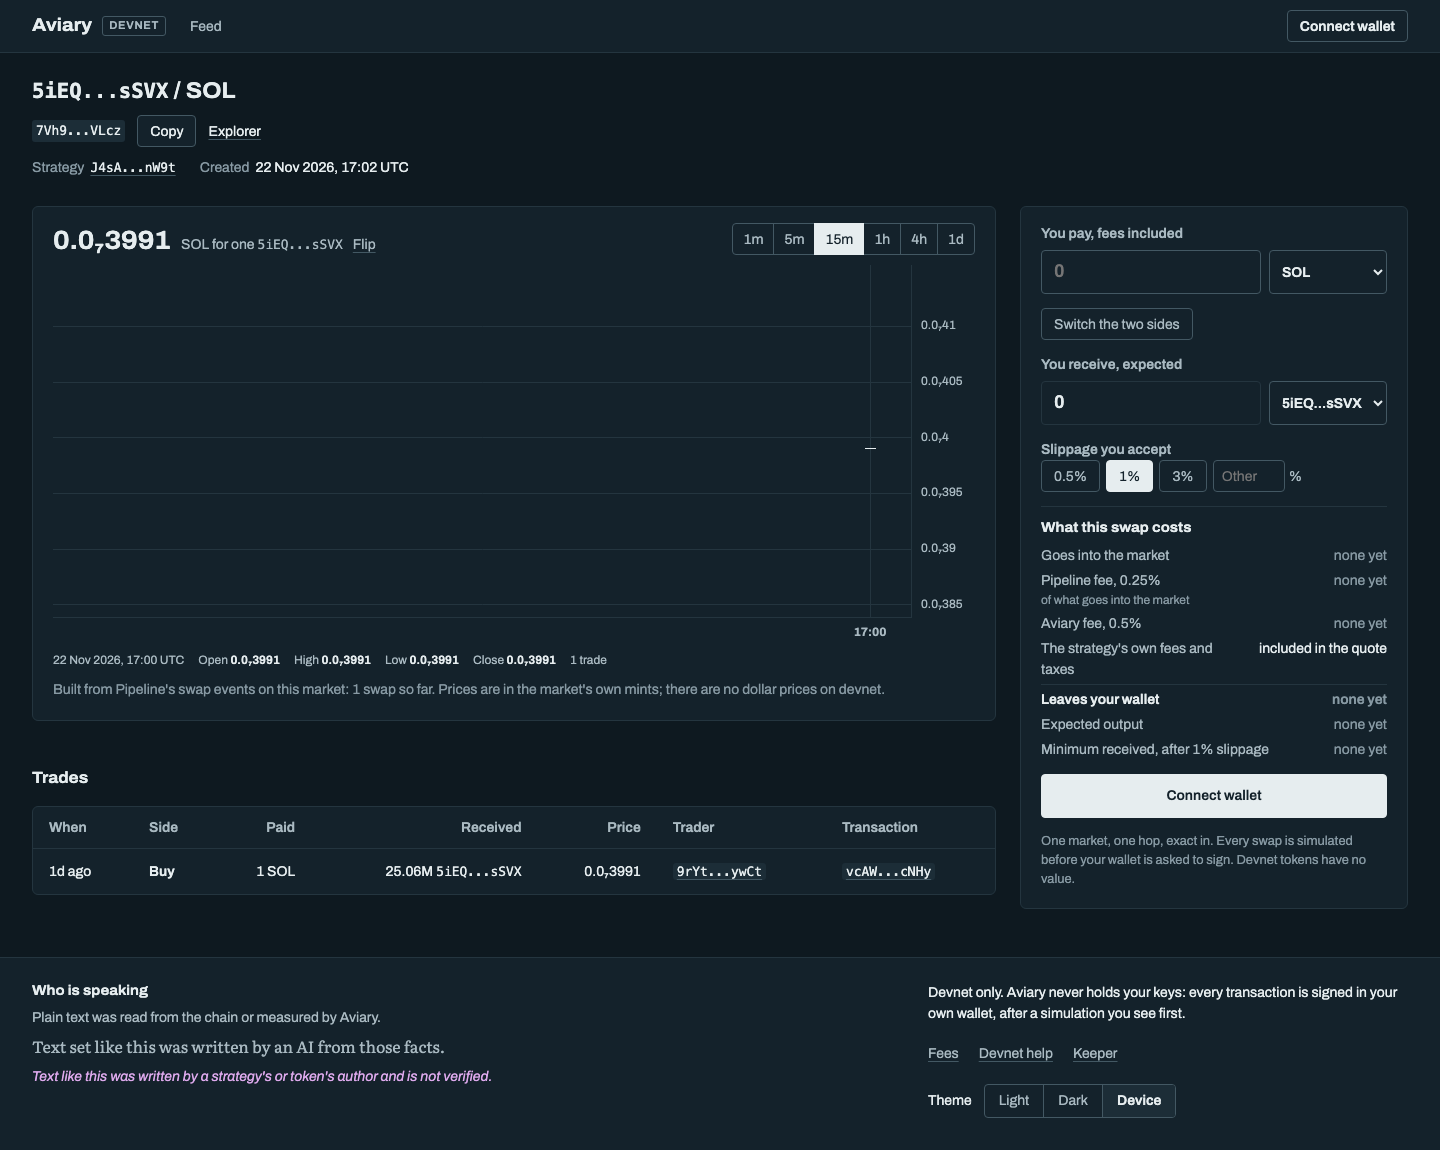 Aviary DEVNET Feed Connect wallet
5iEQ...sSVX / SOL
7Vh9...VLcz Copy Explorer
Strategy J4sA...nW9t Created 22 Nov 2026, 17:02 UTC
0.0₇3991 SOL for one 5iEQ...sSVX Flip
1m 5m 15m 1h 4h 1d
0.0₇41
0.0₇405
0.0₇4
0.0₇395
0.0₇39
0.0₇385
17:00
22 Nov 2026, 17:00 UTC Open 0.0₇3991 High 0.0₇3991 Low 0.0₇3991 Close 0.0₇3991 1 trade
Built from Pipeline's swap events on this market: 1 swap so far. Prices are in the market's own mints; there are no dollar prices on devnet.
You pay, fees included
0 SOL
Switch the two sides
You receive, expected
0 5iEQ...sSVX
Slippage you accept
0.5% 1% 3% Other %
What this swap costs
Goes into the market none yet
Pipeline fee, 0.25% none yet
of what goes into the market
Aviary fee, 0.5% none yet
The strategy's own fees and included in the quote
taxes
Leaves your wallet none yet
Expected output none yet
Minimum received, after 1% slippage none yet
Connect wallet
One market, one hop, exact in. Every swap is simulated
before your wallet is asked to sign. Devnet tokens have no
value.
Trades
When Side Paid Received Price Trader Transaction
1d ago Buy 1 SOL 25.06M 5iEQ...sSVX 0.0₇3991 9rYt...ywCt vcAW...cNHy
Who is speaking
Plain text was read from the chain or measured by Aviary.
Text set like this was written by an AI from those facts.
Text like this was written by a strategy's or token's author and is not verified.
Devnet only. Aviary never holds your keys: every transaction is signed in your
own wallet, after a simulation you see first.
Fees Devnet help Keeper
Theme Light Dark Device